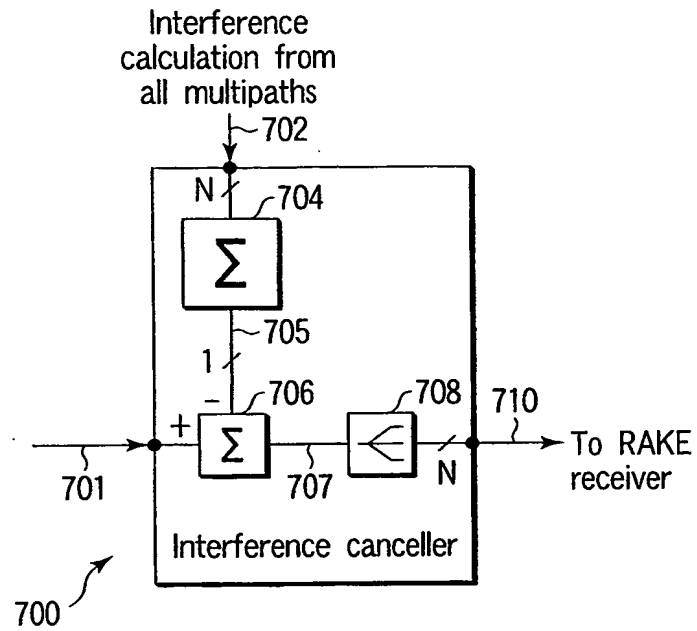 Interference
calculation from
all multipaths
702
N
704
Σ
705
1
706
708
710
-
+
Σ
To RAKE
receiver
701
707
N
Interference canceller
700